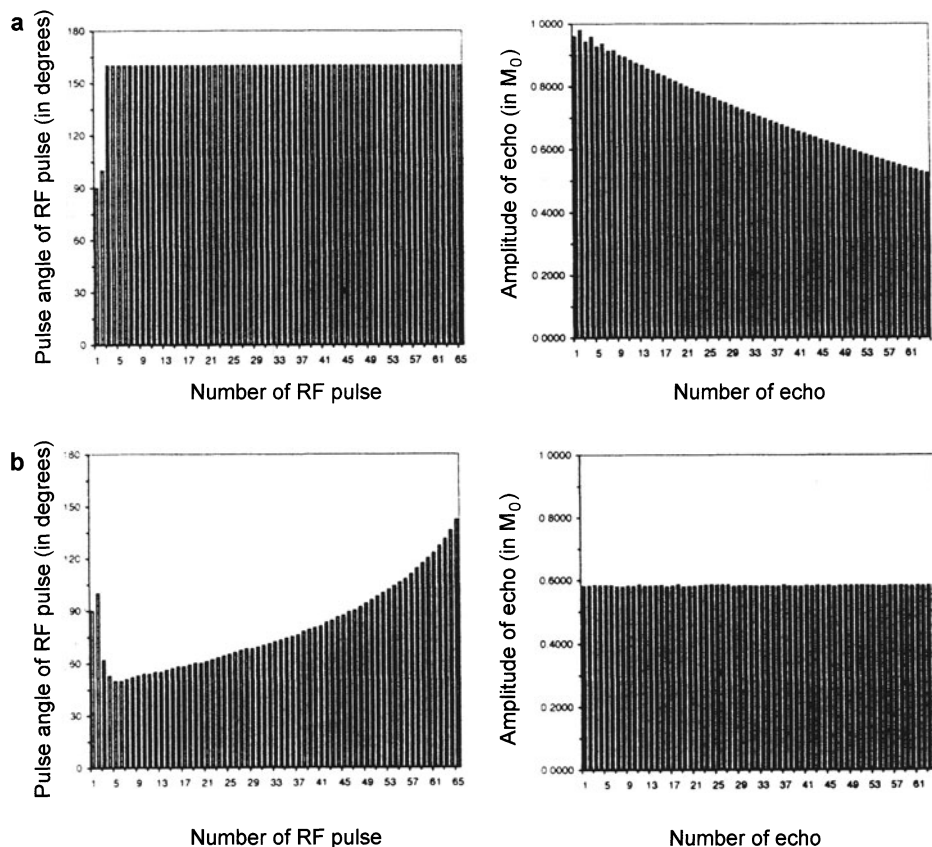 a
Pulse angle of RF pulse (in degrees)
180
150
120
90
60
30
0
1 5 9 13 17 21 25 29 33 37 41 45 49 53 57 61 65
Number of RF pulse
Amplitude of echo (in M0)
1.0000
0.8000
0.6000
0.4000
0.2000
0.0000
1 5 9 13 17 21 25 29 33 37 41 45 49 53 57 61
Number of echo
b
Pulse angle of RF pulse (in degrees)
180
150
120
90
60
30
0
1 5 9 13 17 21 25 29 33 37 41 45 49 53 57 61 65
Number of RF pulse
Amplitude of echo (in M0)
1.0000
0.8000
0.6000
0.4000
0.2000
0.0000
1 5 9 13 17 21 25 29 33 37 41 45 49 53 57 61
Number of echo